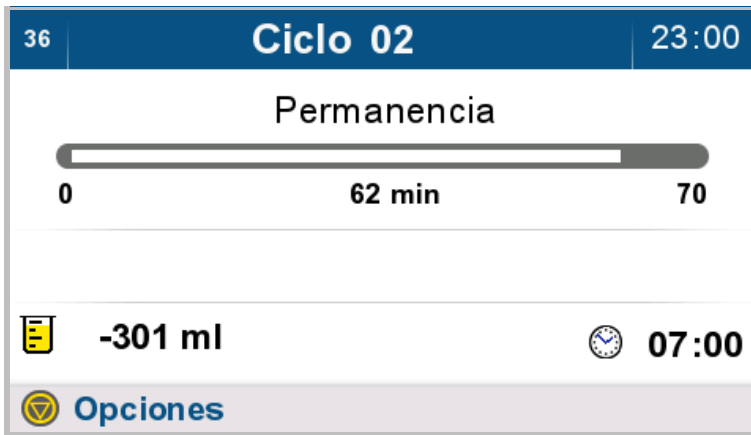 36 Ciclo 02 23:00
Permanencia
0 62 min 70
-301 ml 07:00
Opciones